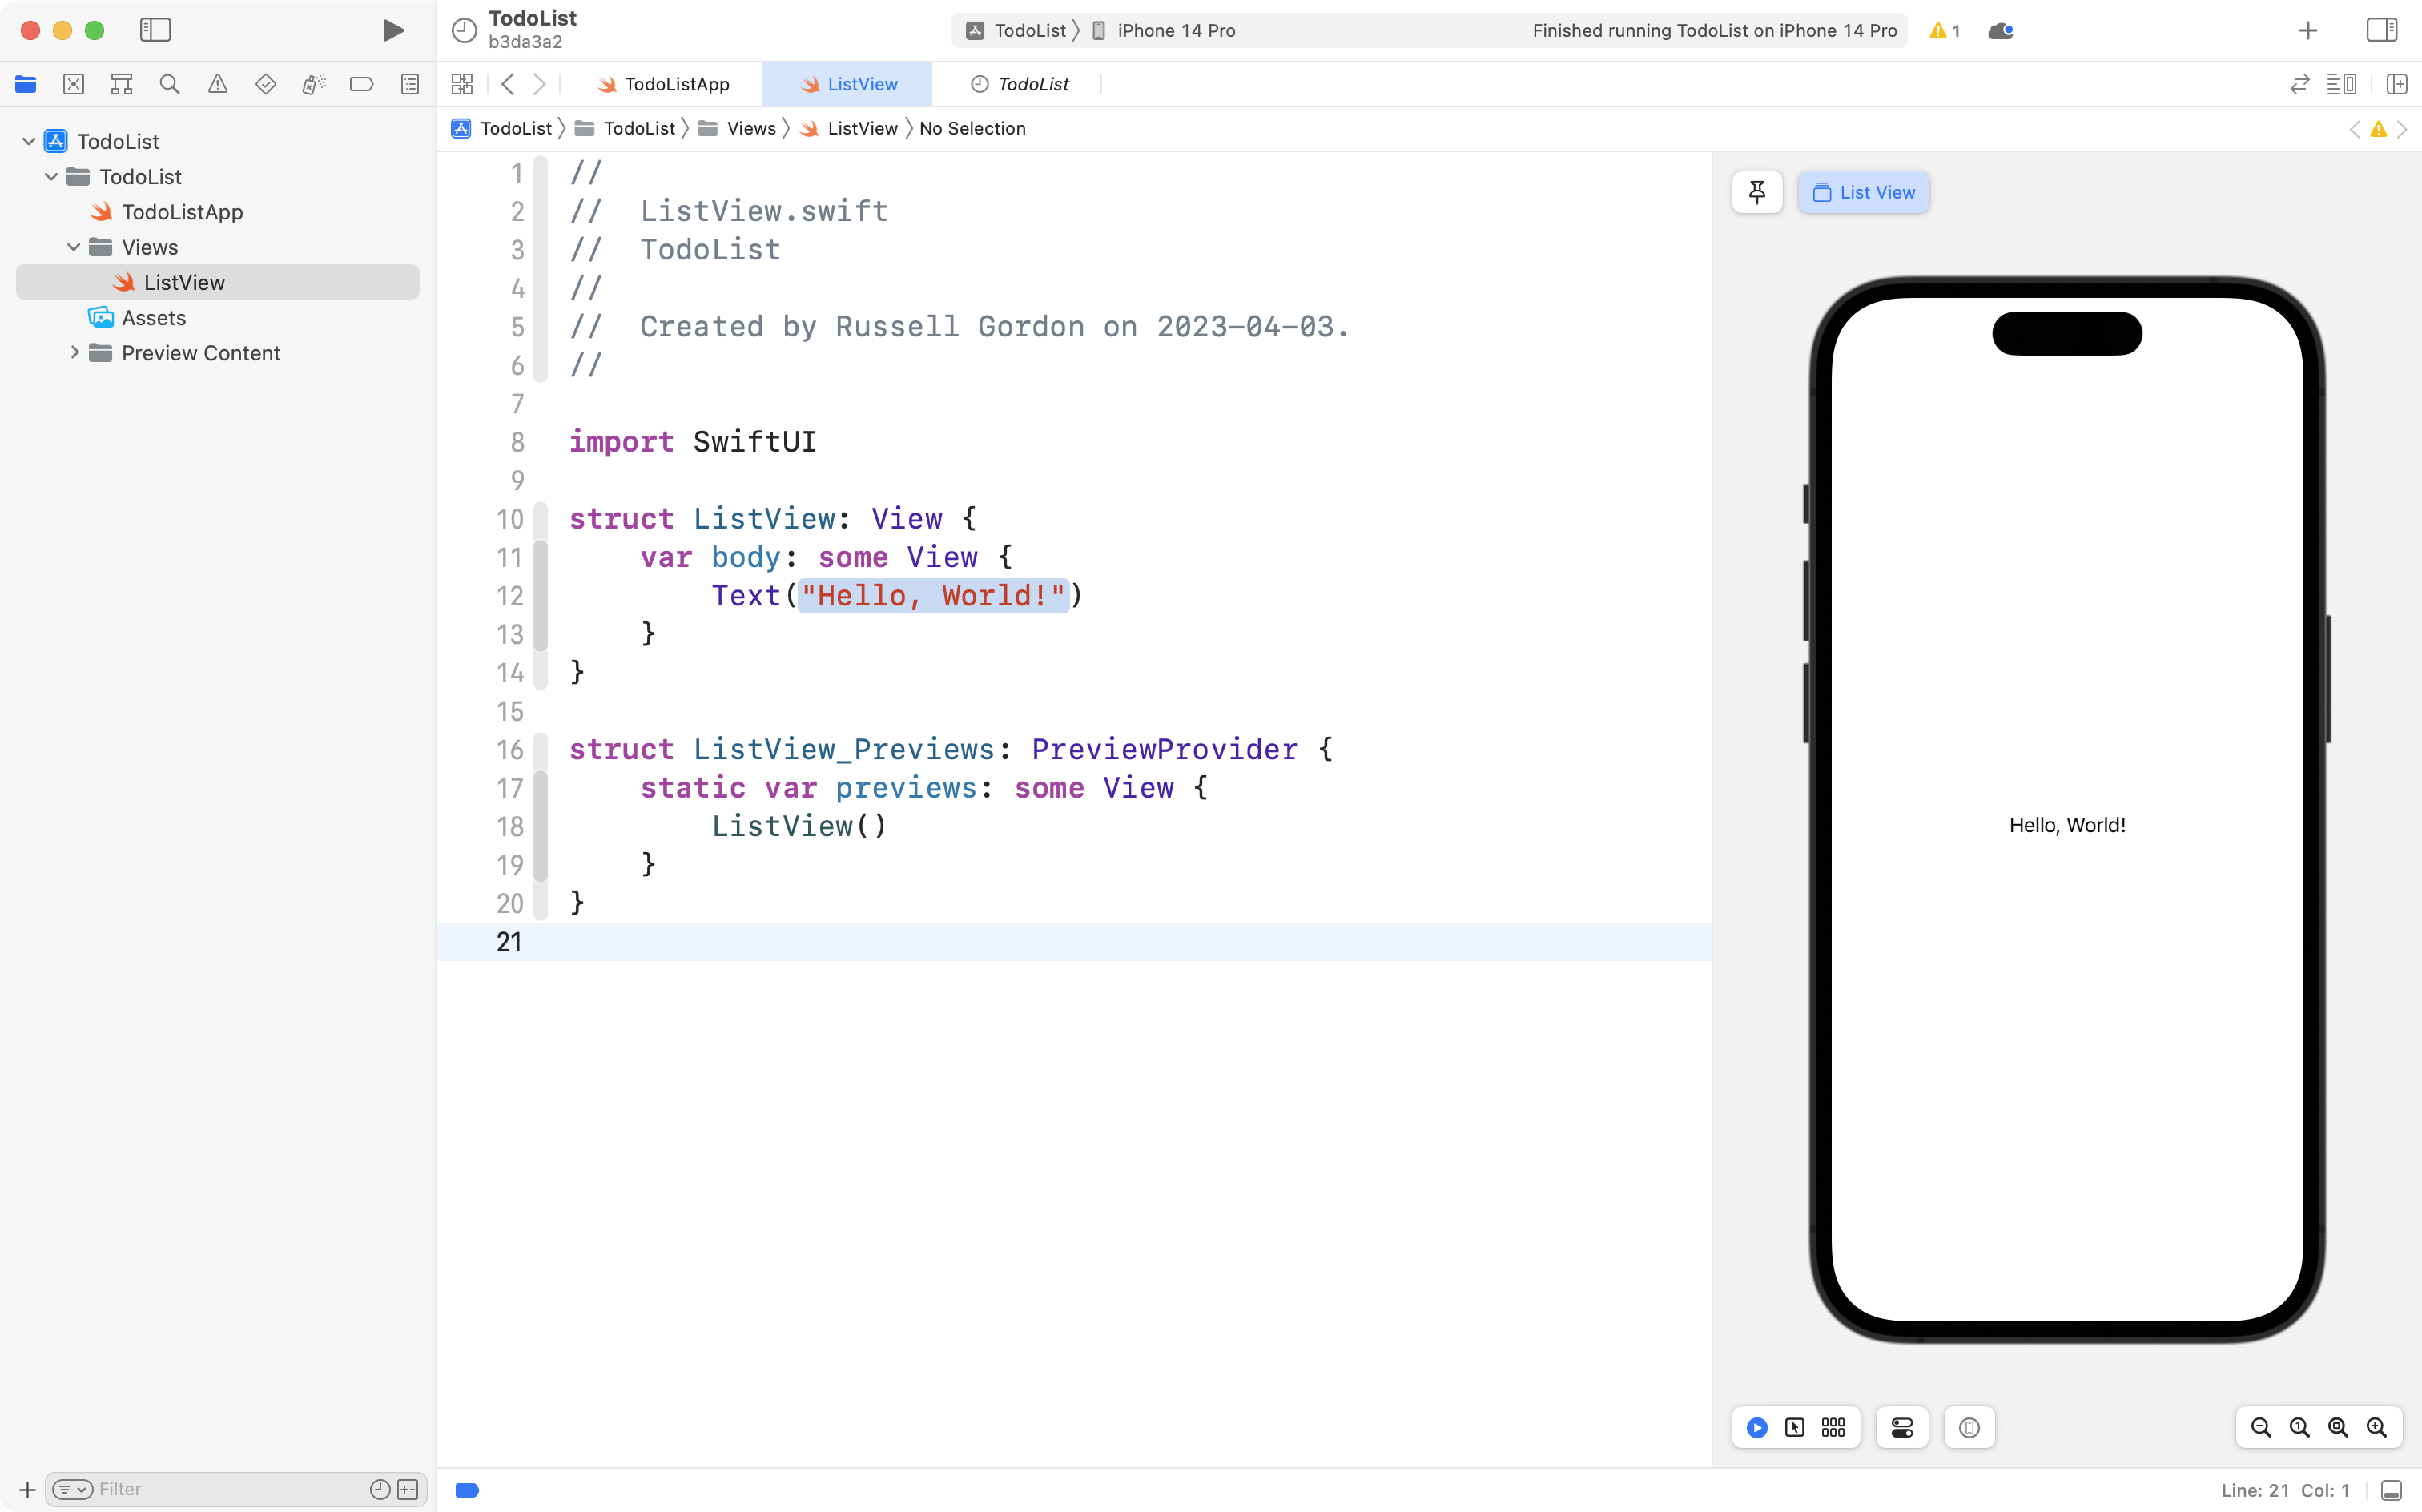 TodoList
b3da3a2
TodoList
iPhone 14 Pro
Finished running TodoList on iPhone 14 Pro
1
TodoListApp
ListView
TodoList
TodoList
TodoList
Views
ListView
No Selection
TodoList
TodoList
TodoListApp
Views
ListView
Assets
Preview Content
1 //
2 //  ListView.swift
3 //  TodoList
4 //
5 //  Created by Russell Gordon on 2023-04-03.
6 //
7
8 import SwiftUI
9
10 struct ListView: View {
11     var body: some View {
12         Text("Hello, World!")
13     }
14 }
15
16 struct ListView_Previews: PreviewProvider {
17     static var previews: some View {
18         ListView()
19     }
20 }
21
List View
Hello, World!
Filter
Line: 21  Col: 1